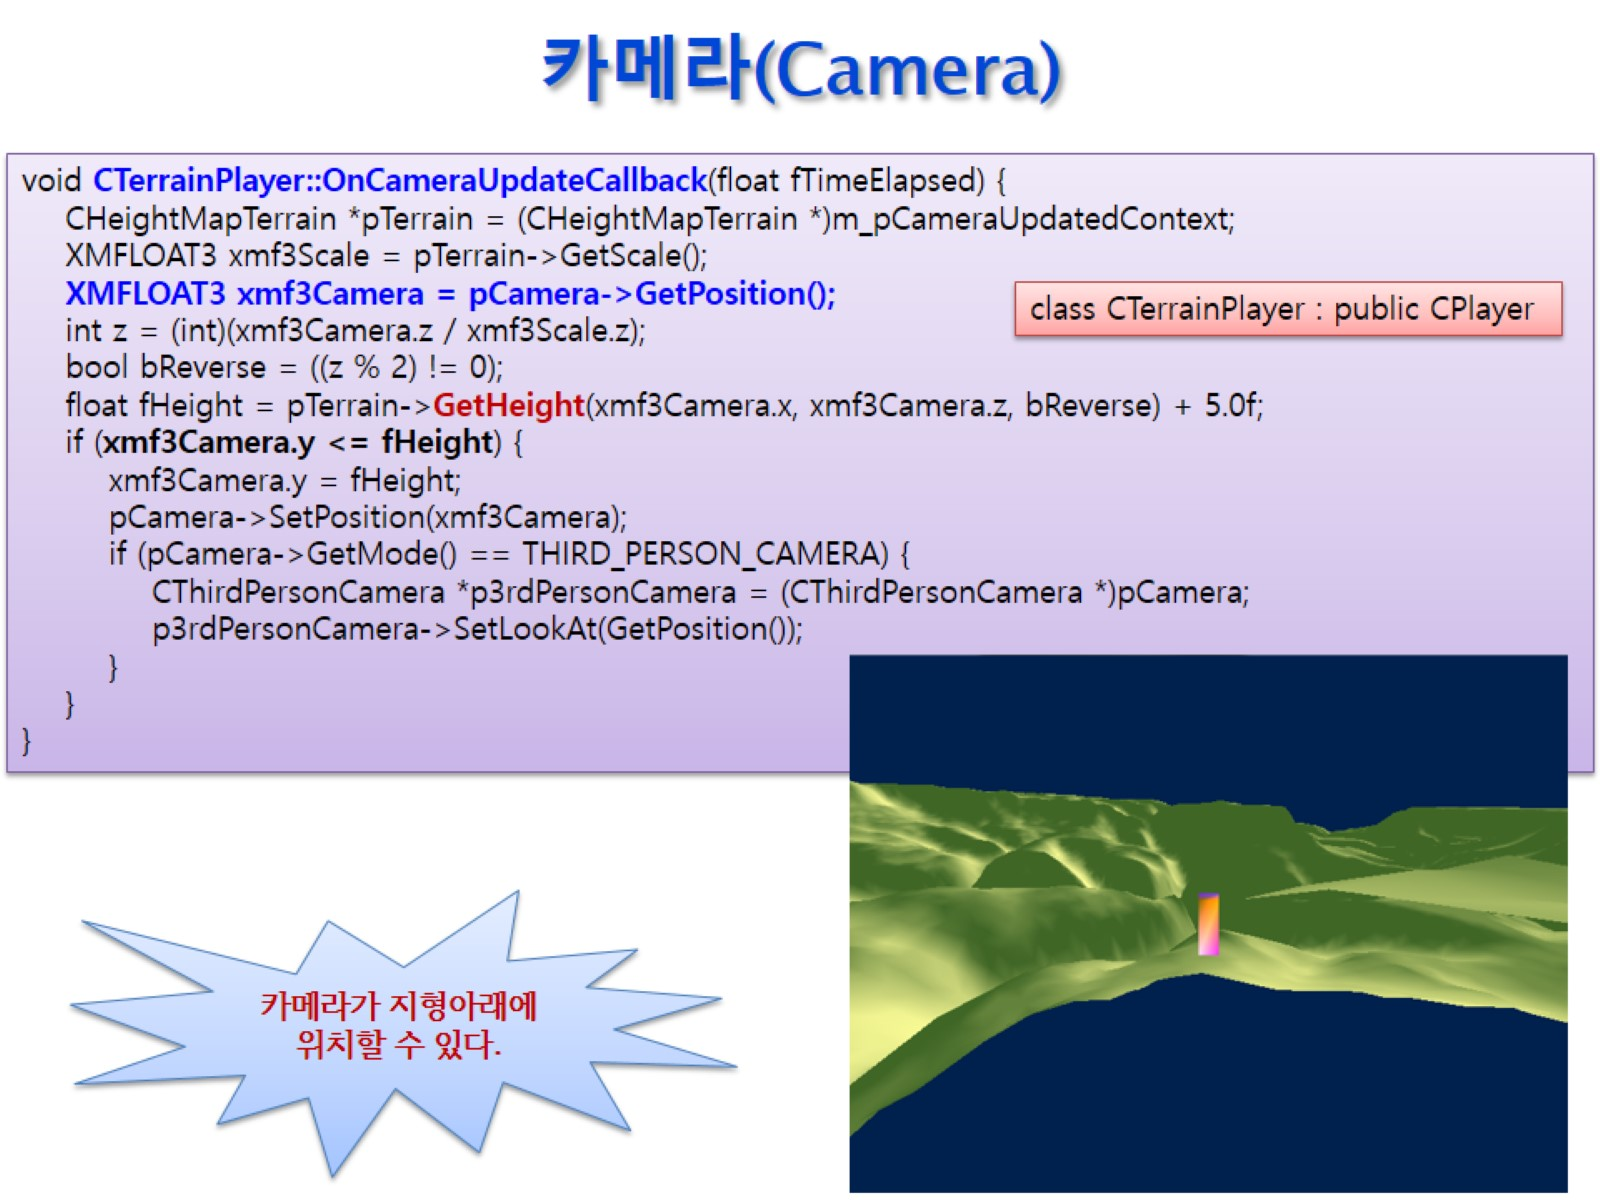 카메라(Camera)
void CTerrainPlayer::OnCameraUpdateCallback(float fTimeElapsed) {
CHeightMapTerrain *pTerrain = (CHeightMapTerrain *)m_pCameraUpdatedContext;
XMFLOAT3 xmf3Scale = pTerrain->GetScale();
XMFLOAT3 xmf3Camera = pCamera->GetPosition();
class CTerrainPlayer : public CPlayer
int z = (int)(xmf3Camera.z / xmf3Scale.z);
bool bReverse = ((z % 2) != 0);
float fHeight = pTerrain->GetHeight(xmf3Camera.x, xmf3Camera.z, bReverse) + 5.0f;
if (xmf3Camera.y <= fHeight) {
xmf3Camera.y = fHeight;
pCamera->SetPosition(xmf3Camera);
if (pCamera->GetMode() == THIRD_PERSON_CAMERA) {
CThirdPersonCamera *p3rdPersonCamera = (CThirdPersonCamera *)pCamera;
p3rdPersonCamera->SetLookAt(GetPosition());
}
}
}
카메라가 지형아래에
위치할 수 있다.